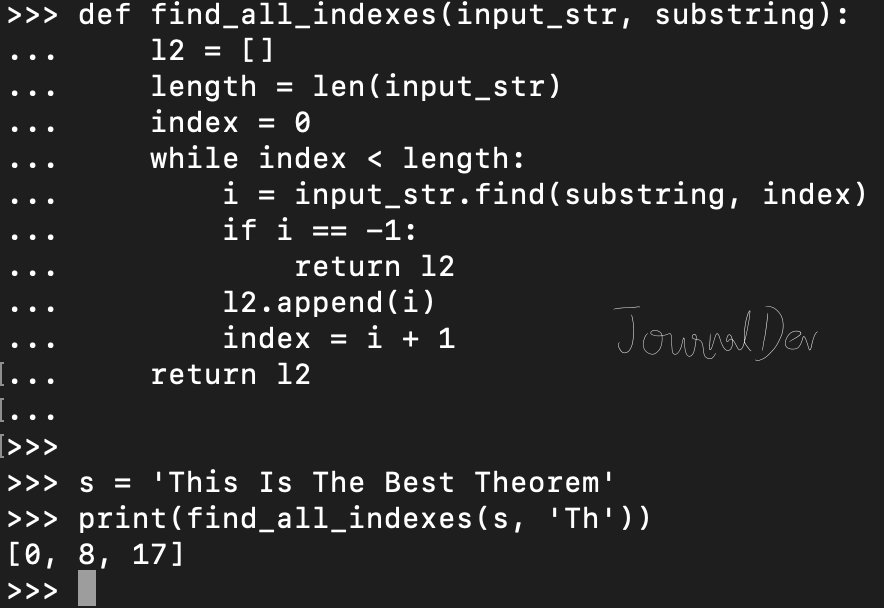 >>> def find_all_indexes(input_str, substring):
...     l2 = []
...     length = len(input_str)
...     index = 0
...     while index < length:
...         i = input_str.find(substring, index)
...         if i == -1:
...             return l2
...         l2.append(i)
...         index = i + 1
[...     return l2
[...
[>>>
>>> s = 'This Is The Best Theorem'
>>> print(find_all_indexes(s, 'Th'))
[0, 8, 17]
>>>
JournalDev